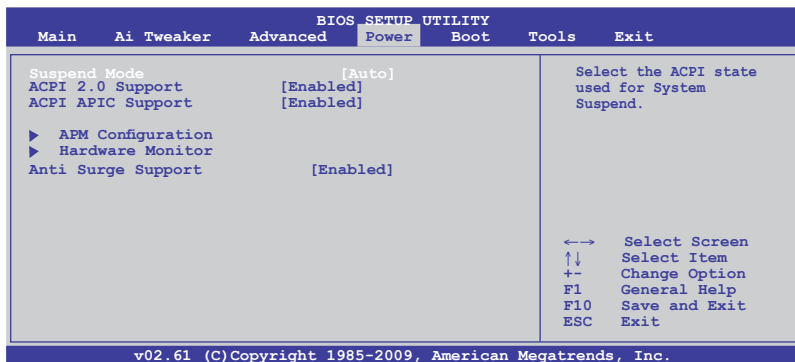 BIOS SETUP UTILITY
Main Ai Tweaker Advanced Power Boot Tools Exit
Suspend Mode [Auto]
ACPI 2.0 Support [Enabled]
ACPI APIC Support [Enabled]
APM Configuration
Hardware Monitor
Anti Surge Support [Enabled]
Select the ACPI state
used for System
Suspend.
←→ Select Screen
↑↓ Select Item
+- Change Option
F1 General Help
F10 Save and Exit
ESC Exit
v02.61 (C)Copyright 1985-2009, American Megatrends, Inc.